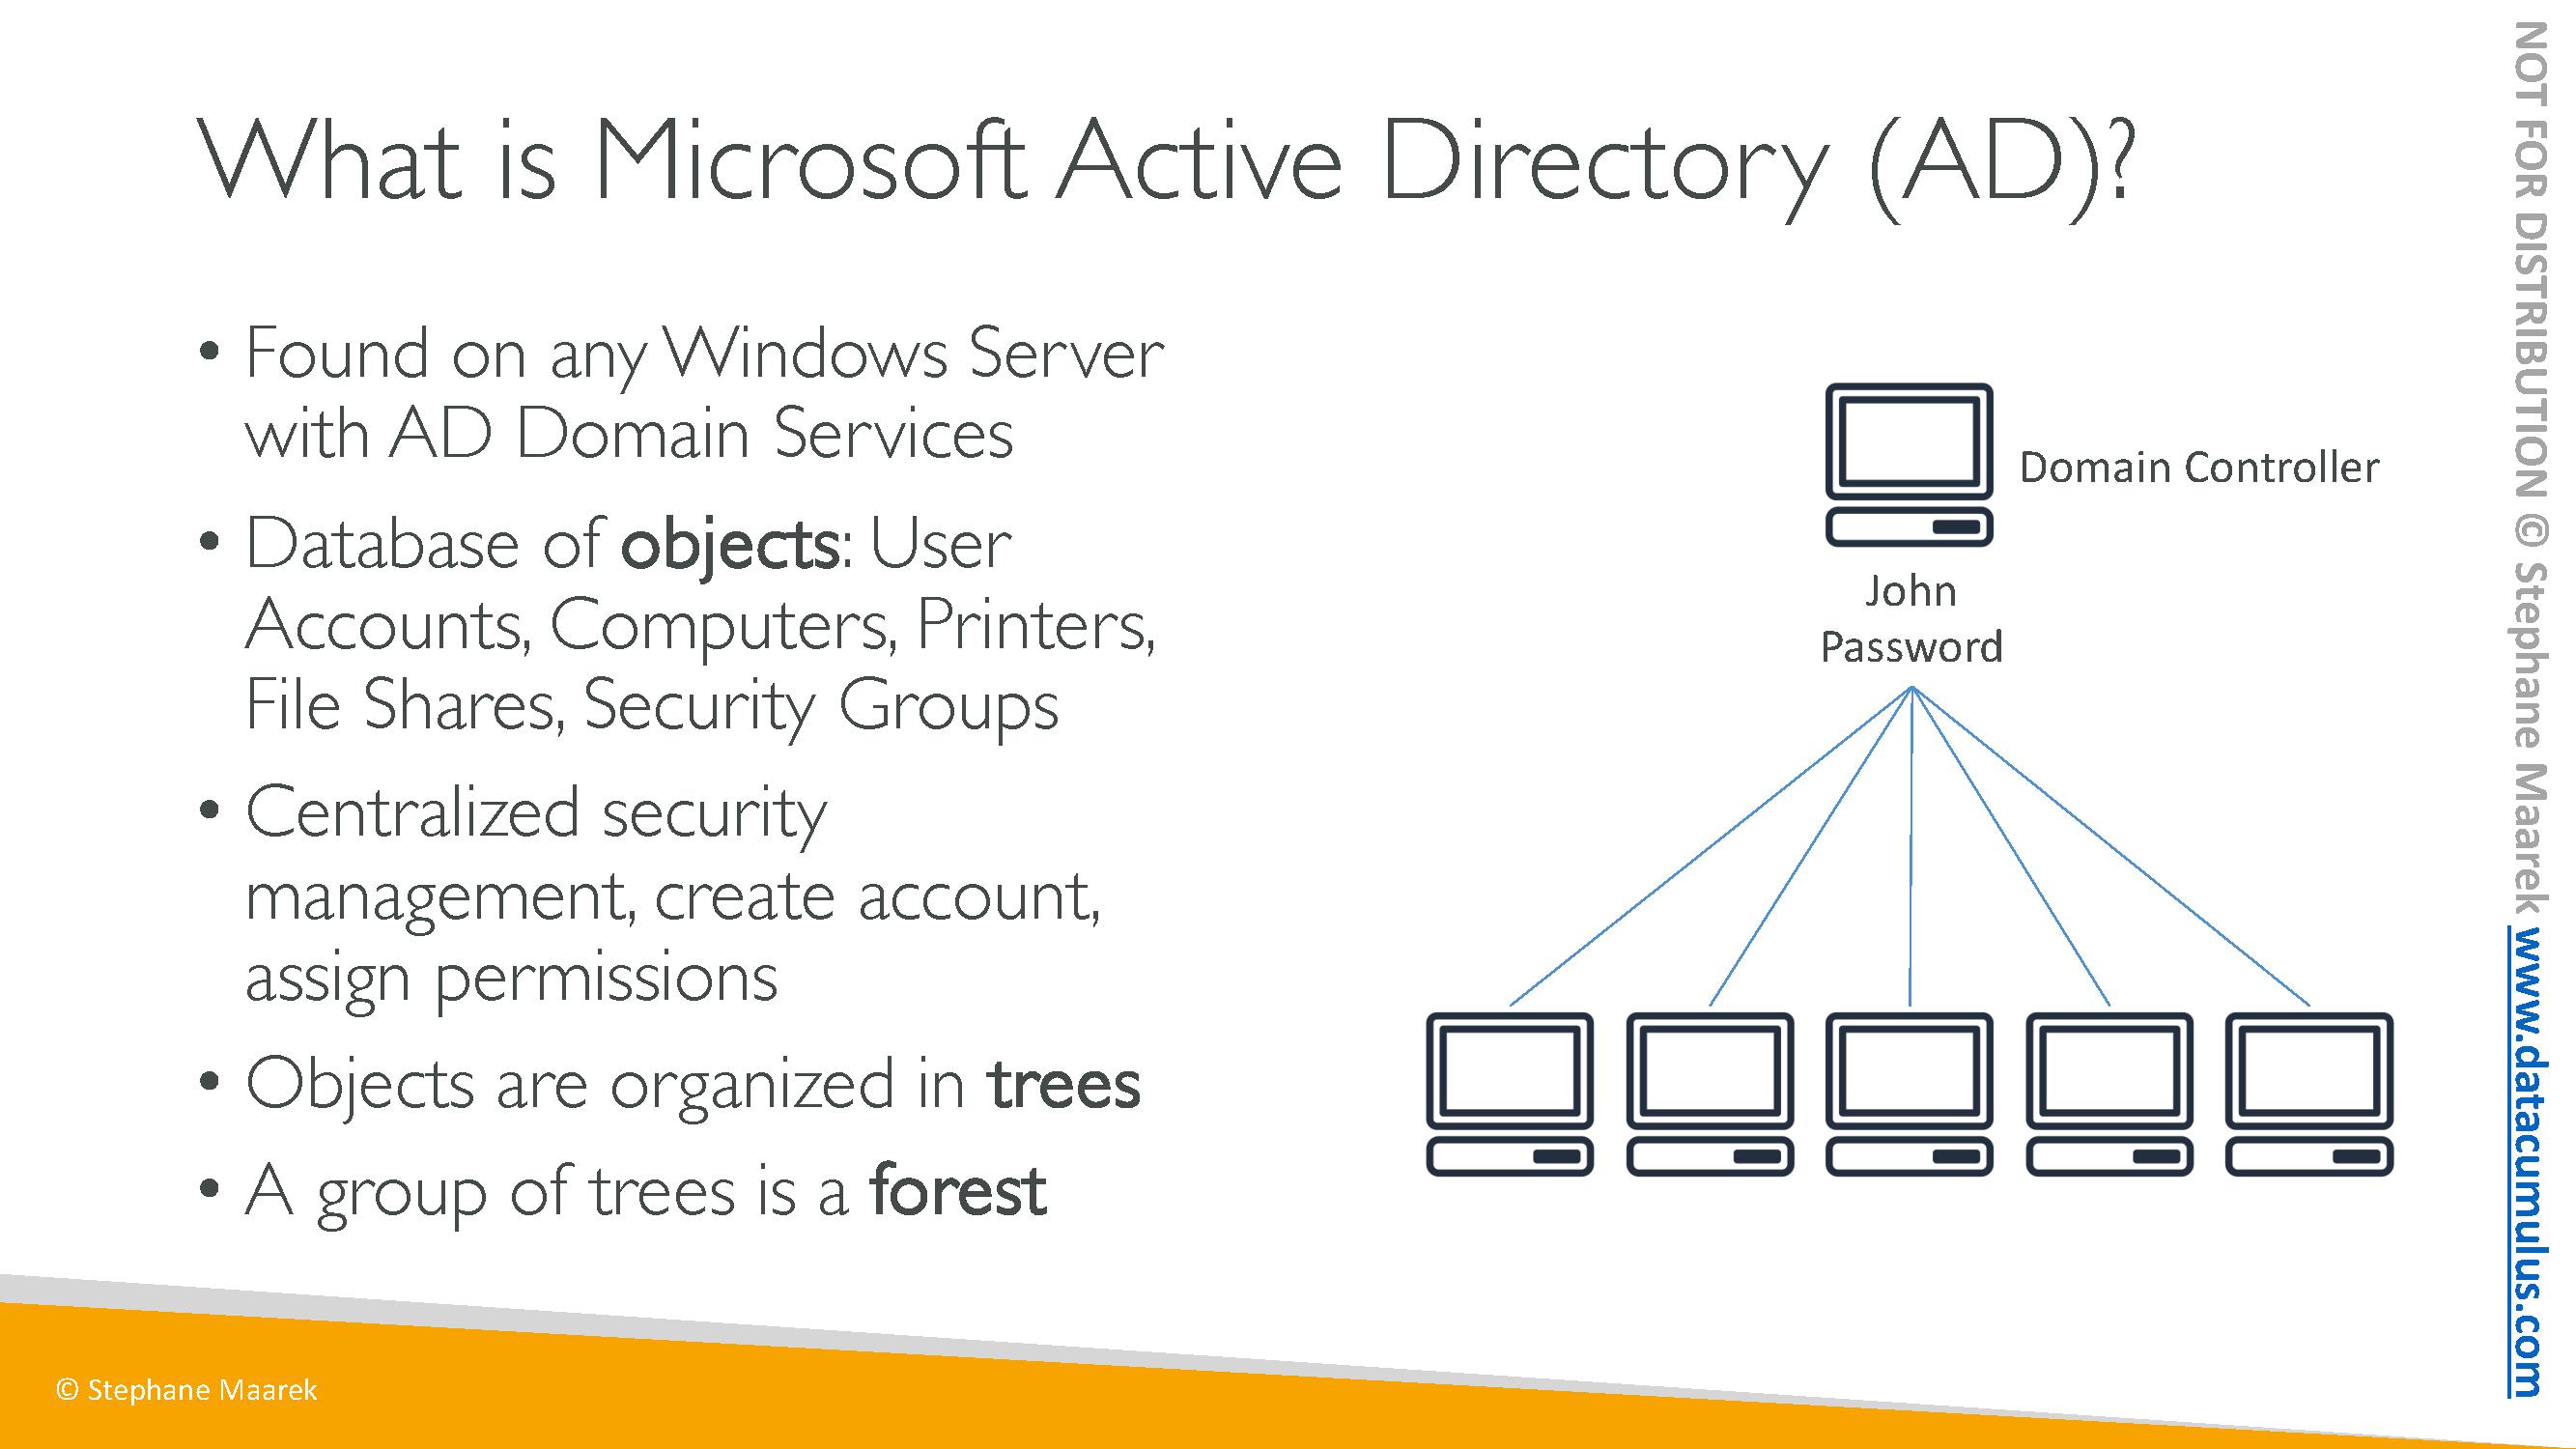 What is Microsoft Active Directory (AD)?
• Found on any Windows Server
with AD Domain Services
• Database of objects: User
Accounts, Computers, Printers,
File Shares, Security Groups
• Centralized security
management, create account,
assign permissions
• Objects are organized in trees
• A group of trees is a forest
Domain Controller
John
Password
© Stephane Maarek
NOT FOR DISTRIBUTION © Stephane Maarek www.datacumulus.com